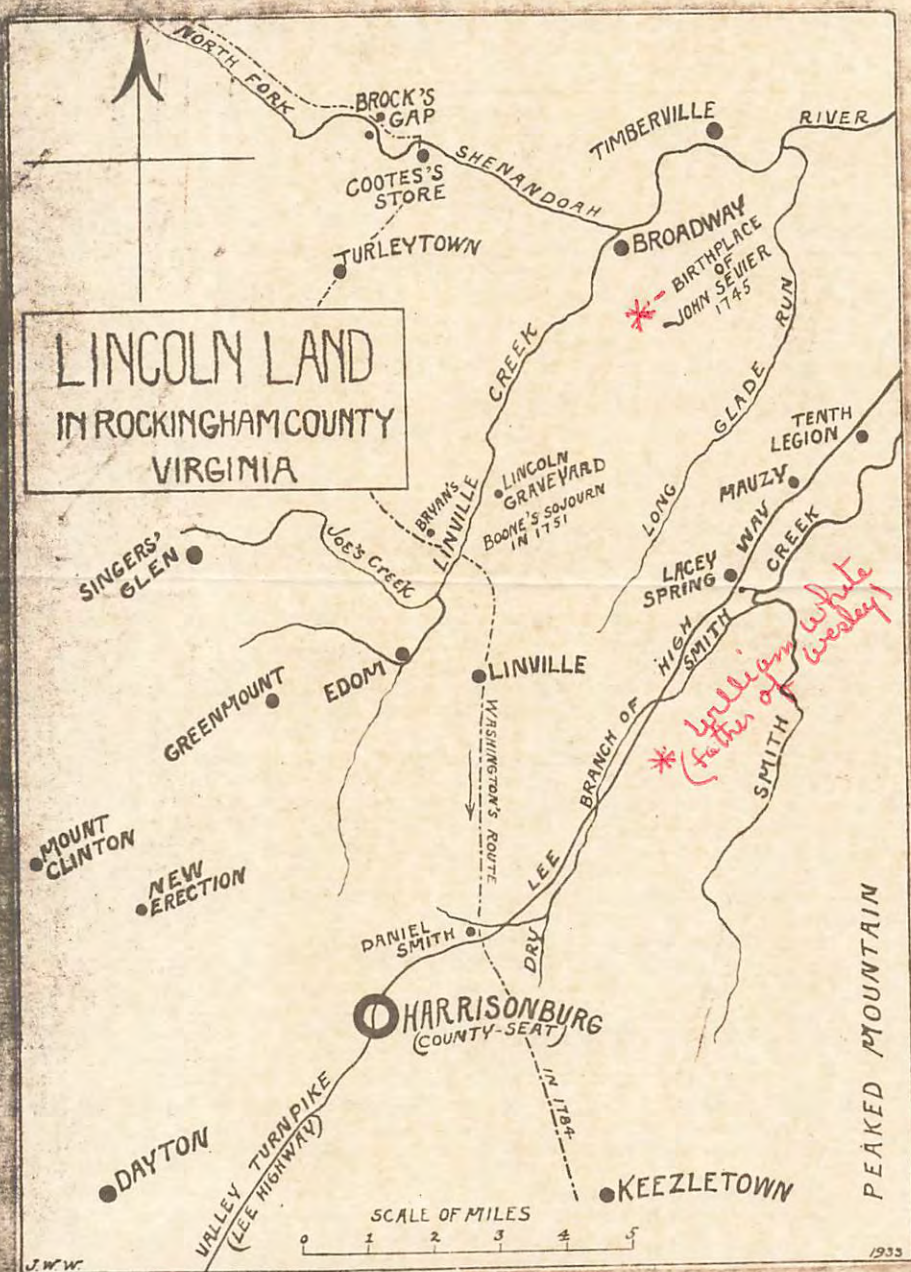 NORTH FORK
BROCK'S
GAP
COOTES'S
STORE
SHENANDOAH
TIMBERVILLE
RIVER
TURLEYTOWN
BROADWAY
*- BIRTHPLACE
OF
JOHN SEVIER
1745
LINCOLN LAND
IN ROCKINGHAM COUNTY
VIRGINIA
LINVILLE CREEK
LONG GLADE RUN
TENTH
LEGION
MAUZY
BRYAN'S
LINCOLN
GRAVEYARD
BOONE'S SOJOURN
IN 1751
SINGERS'
GLEN
JOE'S CREEK
LACEY
SPRING
LEE HIGH WAY
DRY BRANCH OF SMITH CREEK
* William White
(father of Wesley)
EDOM
LINVILLE
GREENMOUNT
WASHINGTON'S ROUTE
IN 1784
SMITH
MOUNT
CLINTON
NEW
ERECTION
DANIEL
SMITH
HARRISONBURG
(COUNTY-SEAT)
PEAKED MOUNTAIN
DAYTON
VALLEY TURNPIKE
(LEE HIGHWAY)
KEEZLETOWN
SCALE OF MILES
0 1 2 3 4 5
J.W.W.
1933